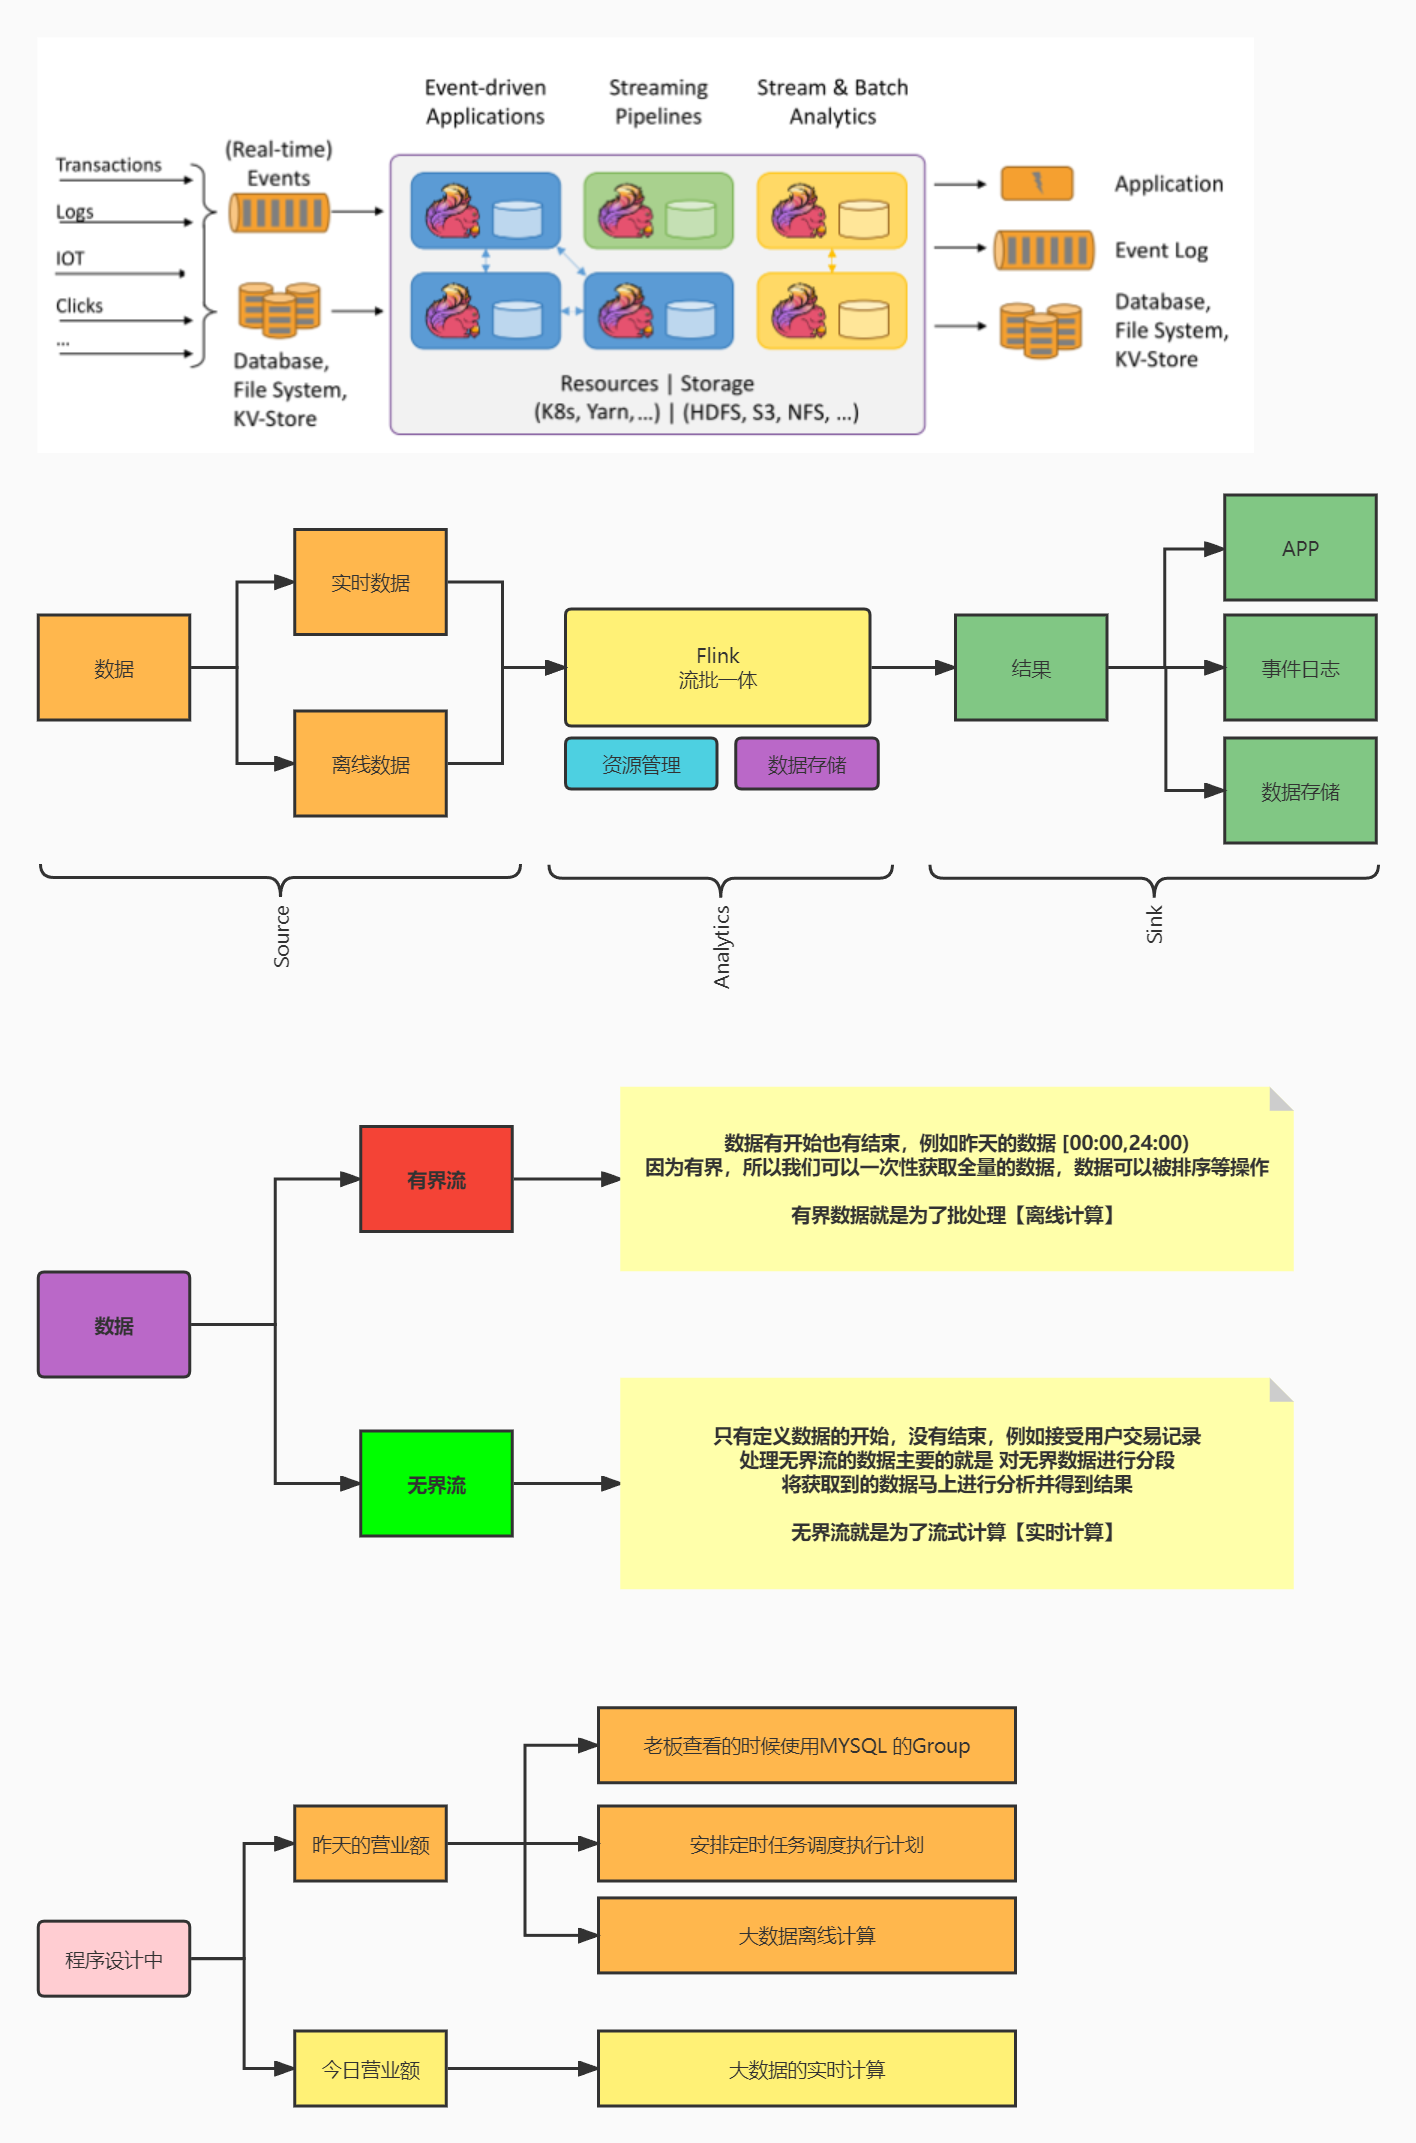 Event-driven
Applications
Streaming
Pipelines
Stream & Batch
Analytics
(Real-time)
Events
Transactions
Logs
IOT
Clicks
...
Database,
File System,
KV-Store
Resources | Storage
(K8s, Yarn, ...) | (HDFS, S3, NFS, ...)
Application
Event Log
Database,
File System,
KV-Store
数据
实时数据
离线数据
Flink
流批一体
资源管理
数据存储
结果
APP
事件日志
数据存储
Source
Analytics
Sink
数据
有界流
数据有开始也有结束，例如昨天的数据 [00:00,24:00)
因为有界，所以我们可以一次性获取全量的数据，数据可以被排序等操作
有界数据就是为了批处理【离线计算】
无界流
只有定义数据的开始，没有结束，例如接受用户交易记录
处理无界流的数据主要的就是 对无界数据进行分段
将获取到的数据马上进行分析并得到结果
无界流就是为了流式计算【实时计算】
程序设计中
昨天的营业额
老板查看的时候使用MYSQL 的Group
安排定时任务调度执行计划
大数据离线计算
今日营业额
大数据的实时计算